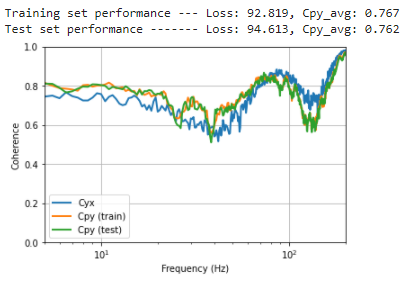 Training set performance --- Loss: 92.819, Cpy_avg: 0.767
Test set performance ------- Loss: 94.613, Cpy_avg: 0.762
1.0
0.8
0.6
0.4
0.2
0.0
Coherence
Cyx
Cpy (train)
Cpy (test)
10¹
10²
Frequency (Hz)